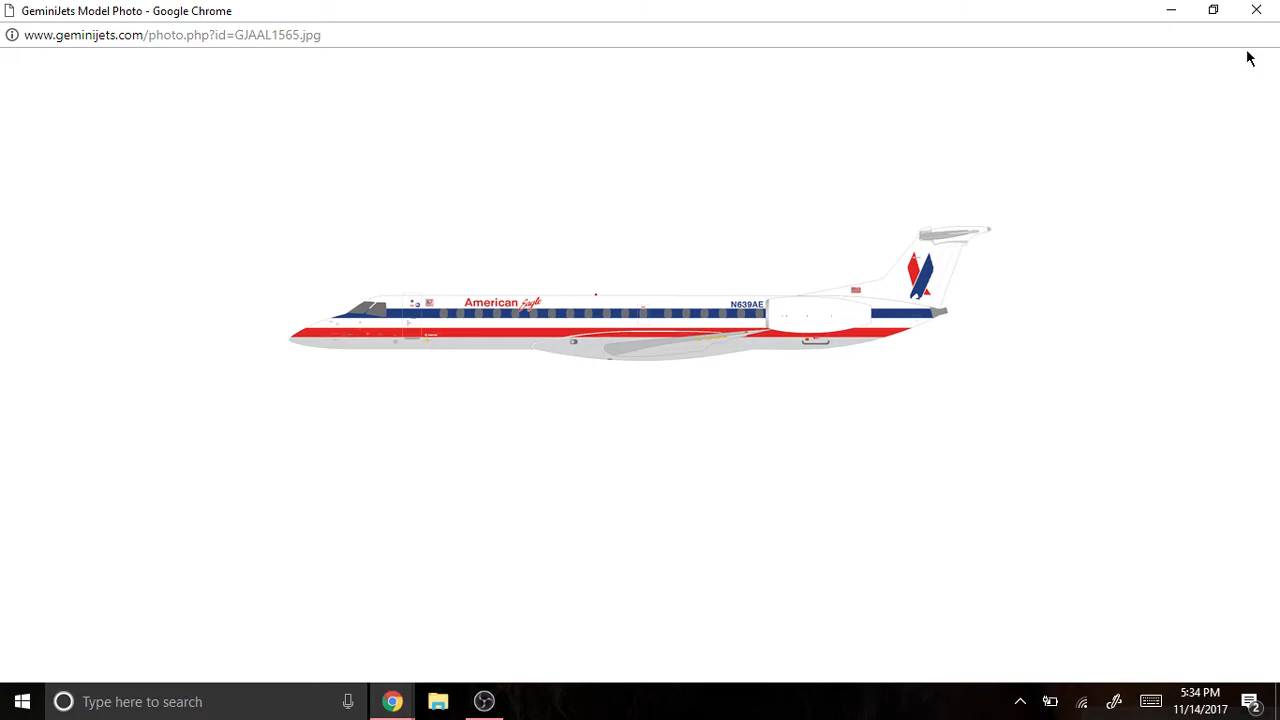 GeminiJets Model Photo - Google Chrome
www.geminijets.com/photo.php?id=GJAAL1565.jpg
American Eagle
N639AE
Type here to search
5:34 PM
11/14/2017
2